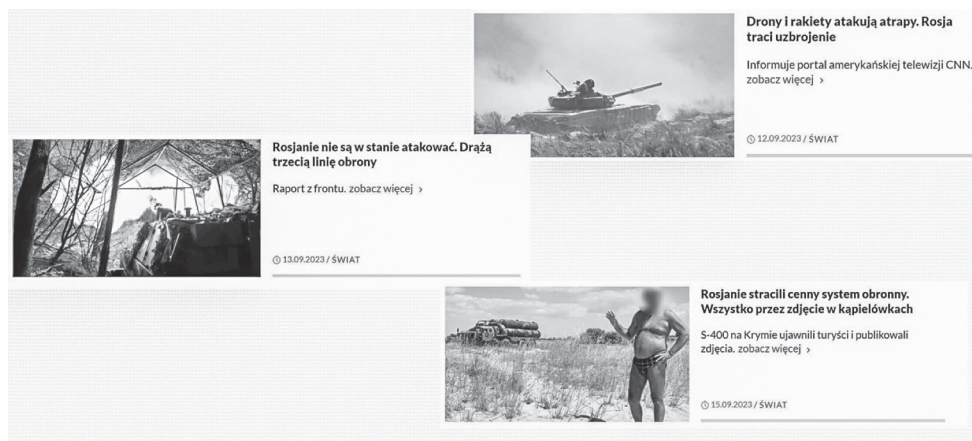 Drony i rakiety atakują atrapy. Rosja
traci uzbrojenie
Informuje portal amerykańskiej telewizji CNN.
zobacz więcej ›
12.09.2023 / ŚWIAT
Rosjanie nie są w stanie atakować. Drążą
trzecią linię obrony
Raport z frontu. zobacz więcej ›
13.09.2023 / ŚWIAT
Rosjanie stracili cenny system obronny.
Wszystko przez zdjęcie w kąpielówkach
S-400 na Krymie ujawnili turyści i publikowali
zdjęcia. zobacz więcej ›
15.09.2023 / ŚWIAT